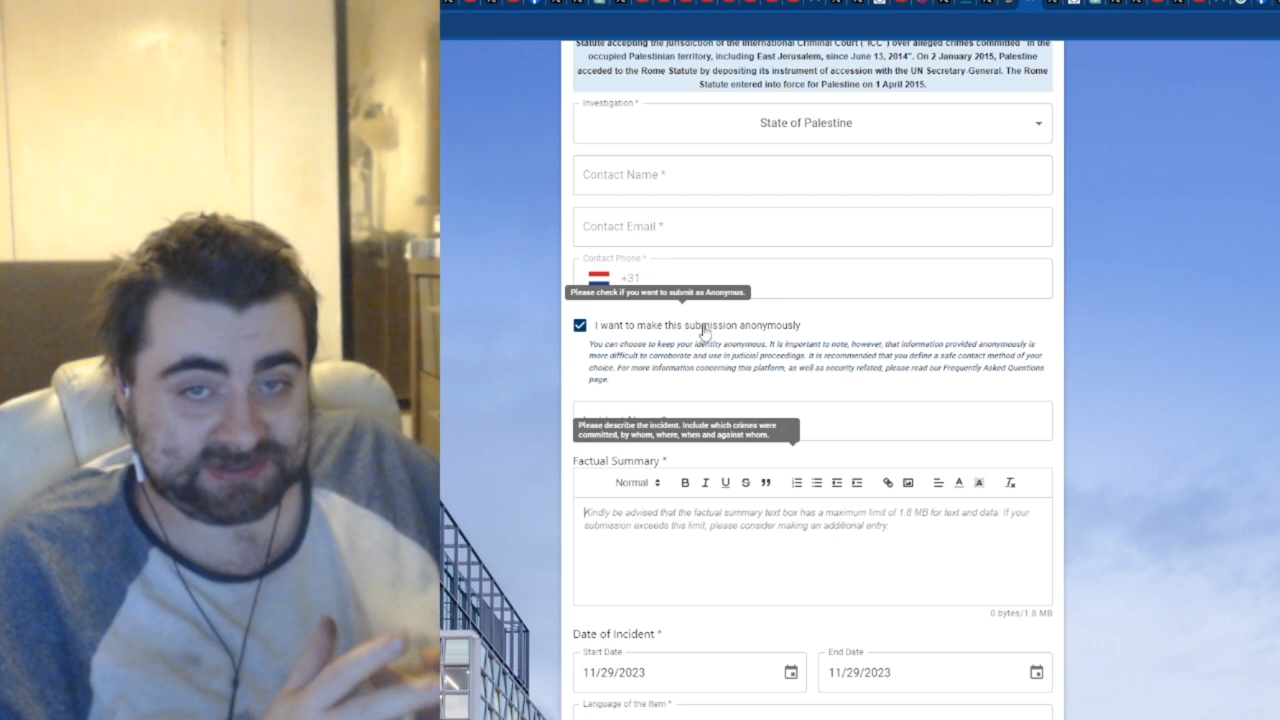 Statute accepting the jurisdiction of the International Criminal Court ("ICC") over alleged crimes committed "in the
occupied Palestinian territory, including East Jerusalem, since June 13, 2014". On 2 January 2015, Palestine
acceded to the Rome Statute by depositing its instrument of accession with the UN Secretary-General. The Rome
Statute entered into force for Palestine on 1 April 2015.
Investigation *
State of Palestine
Contact Name *
Contact Email *
Contact Phone *
+31
Please check if you want to submit as Anonymus.
I want to make this submission anonymously
You can choose to keep your identity anonymous. It is important to note, however, that information provided anonymously is
more difficult to corroborate and use in judicial proceedings. It is recommended that you define a safe contact method of your
choice. For more information concerning this platform, as well as security related, please read our Frequently Asked Questions
page.
Please describe the incident. Include which crimes were
committed, by whom, where, when and against whom.
Factual Summary *
Normal
Kindly be advised that the factual summary text box has a maximum limit of 1.8 MB for text and data. If your
submission exceeds this limit, please consider making an additional entry.
0 bytes/1.8 MB
Date of Incident *
Start Date
End Date
11/29/2023
11/29/2023
Language of the Item *